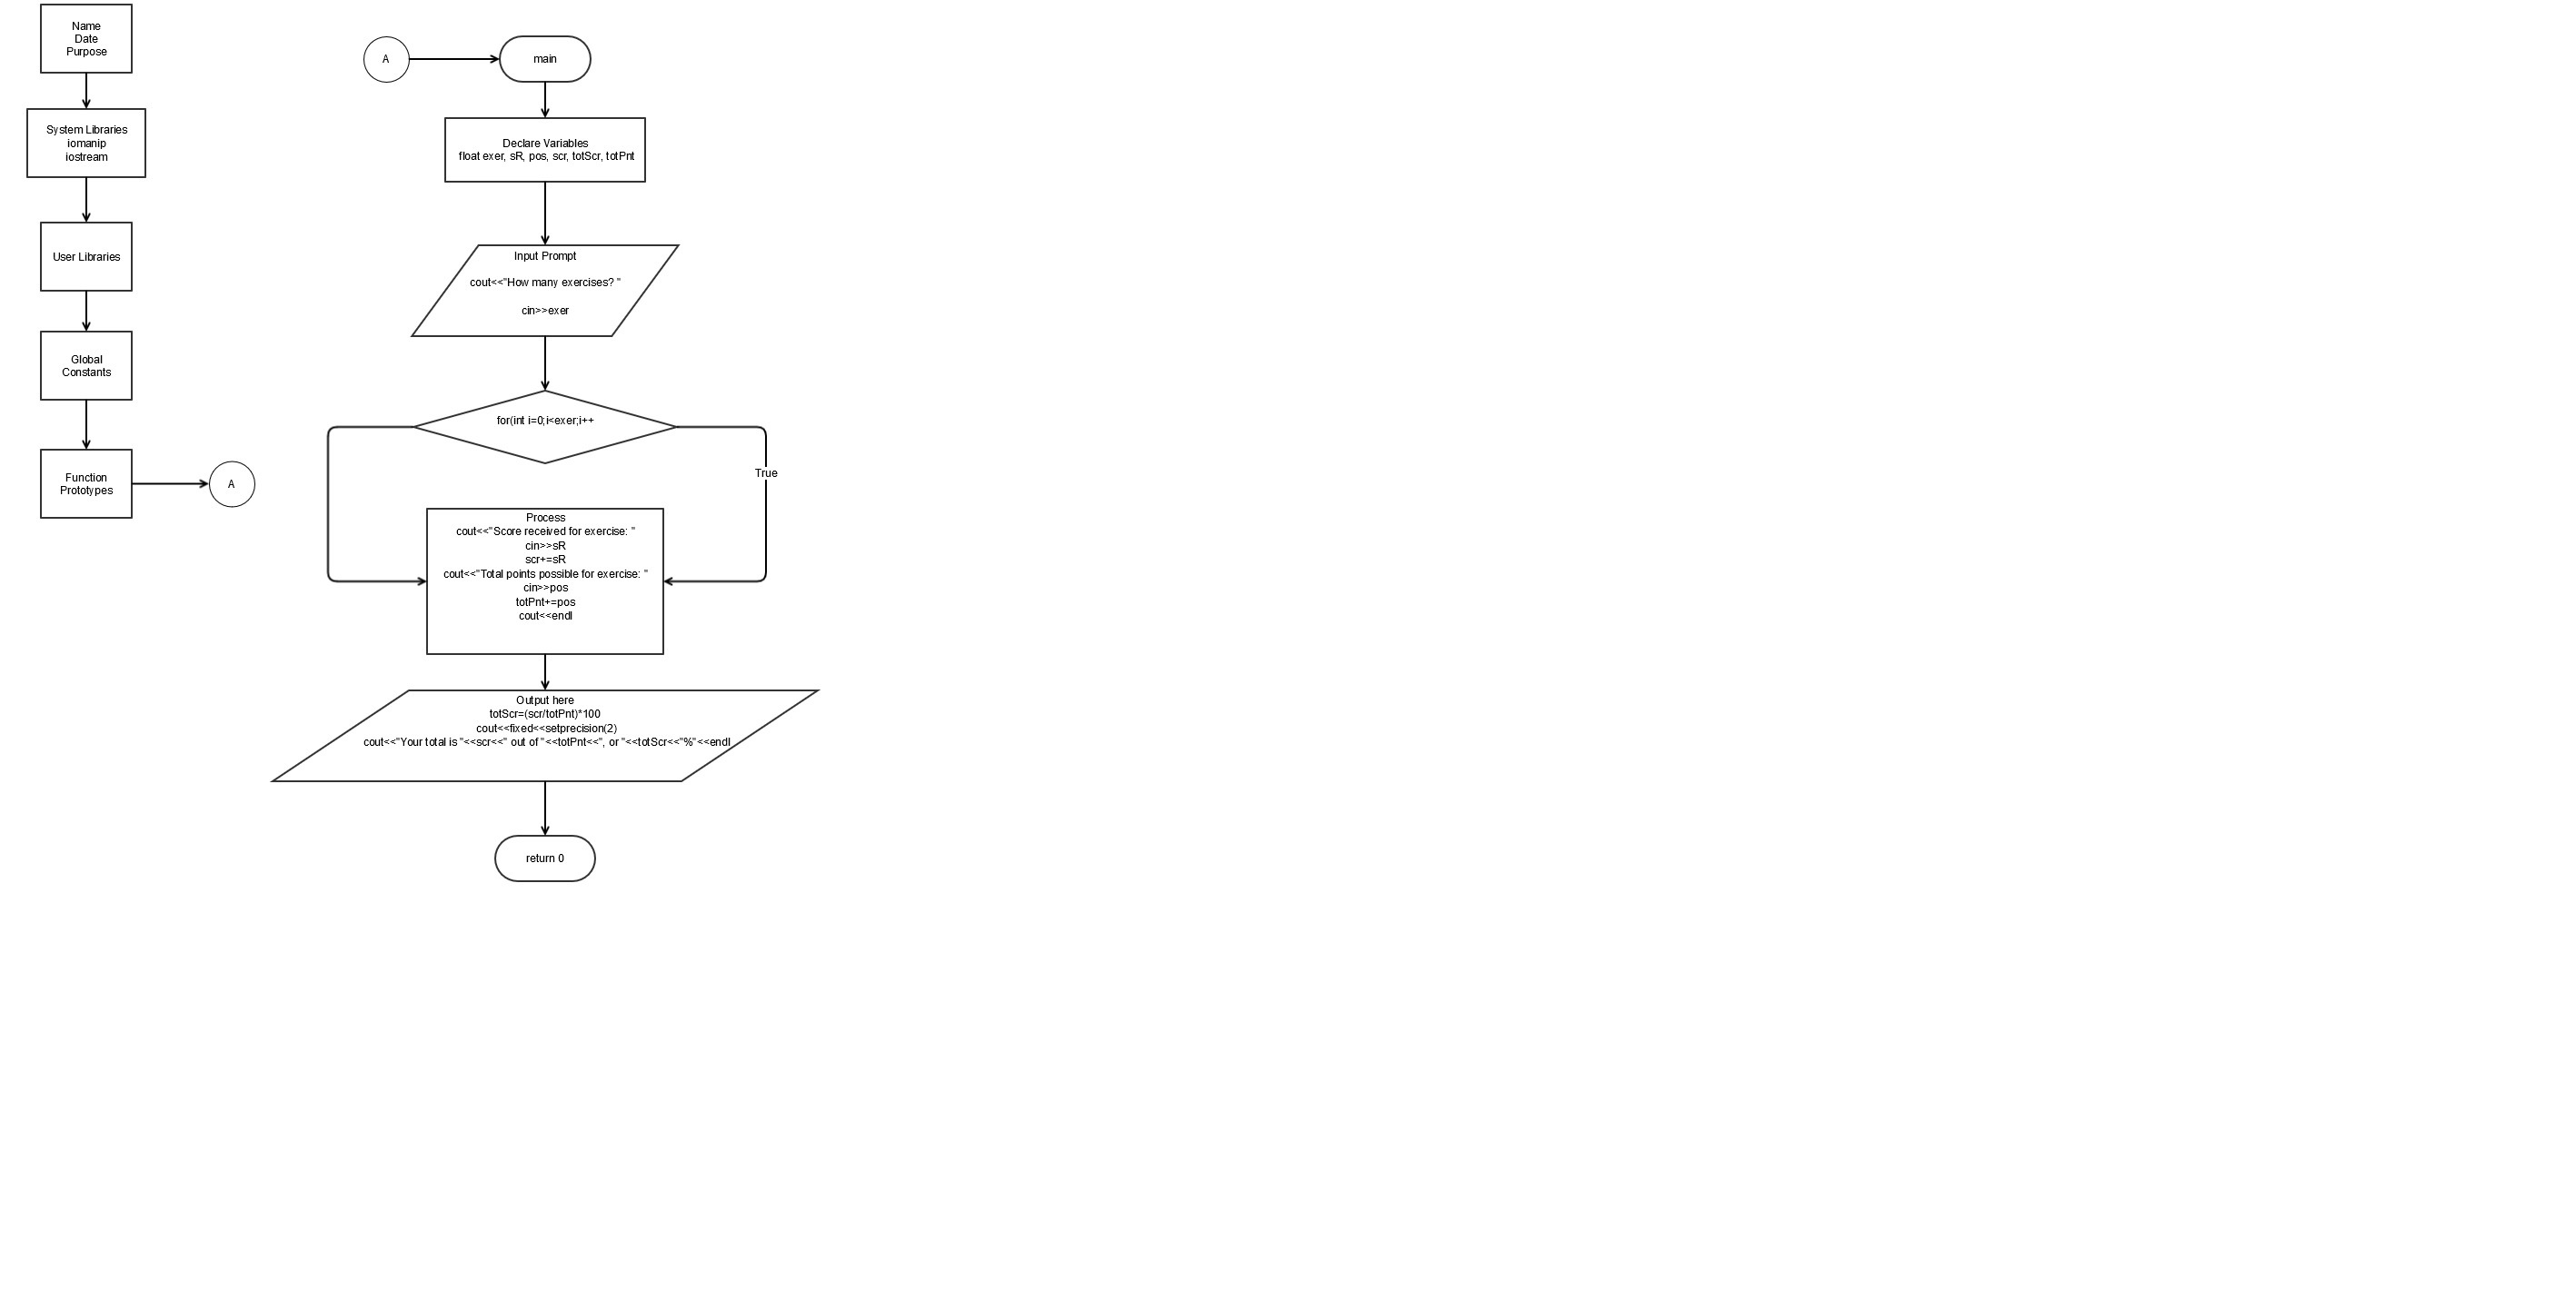 Name
Date
Purpose
System Libraries
iomanip
iostream
User Libraries
Global
Constants
Function
Prototypes
A
A
main
Declare Variables
float exer, sR, pos, scr, totScr, totPnt
Input Prompt
cout<<"How many exercises? "
cin>>exer
for(int i=0;i<exer;i++
True
Process
cout<<"Score received for exercise: "
cin>>sR
scr+=sR
cout<<"Total points possible for exercise: "
cin>>pos
totPnt+=pos
cout<<endl
Output here
totScr=(scr/totPnt)*100
cout<<fixed<<setprecision(2)
cout<<"Your total is "<<scr<<" out of "<<totPnt<<", or "<<totScr<<"%"<<endl
return 0